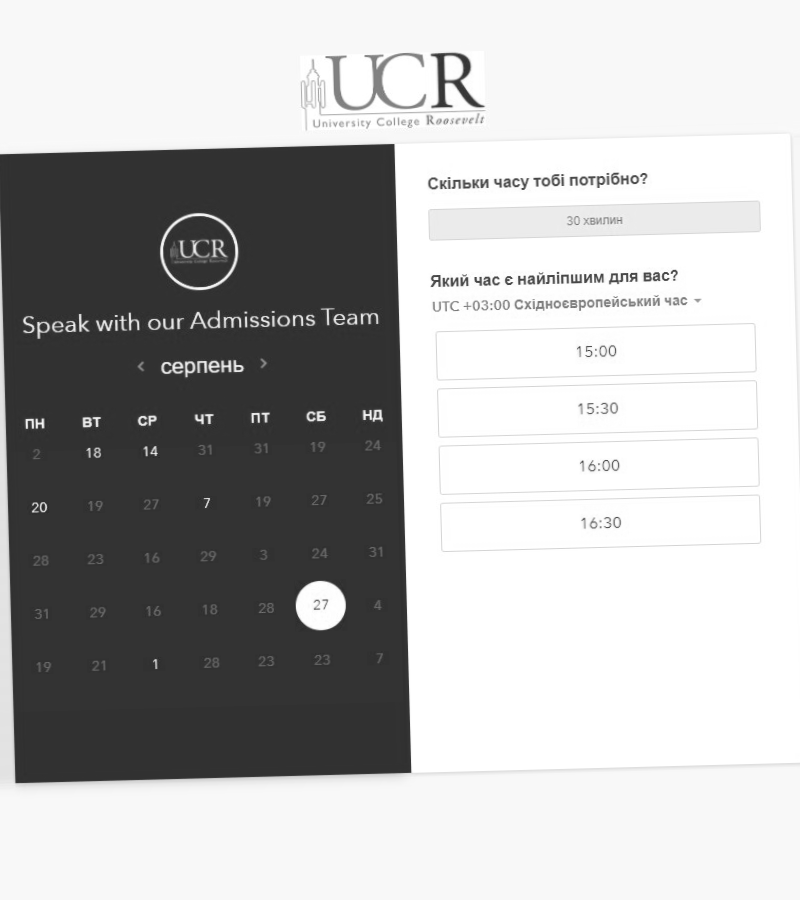 UCR
University College Roosevelt
UCR
Speak with our Admissions Team
< серпень >
ПН ВТ СР ЧТ ПТ СБ НД
2 18 14 31 31 19 24
20 19 27 7 19 27 25
28 23 16 29 3 24 31
31 29 16 18 28 27 4
19 21 1 28 23 23 7
Скільки часу тобі потрібно?
30 хвилин
Який час є найліпшим для вас?
UTC +03:00 Східноєвропейський час
15:00
15:30
16:00
16:30